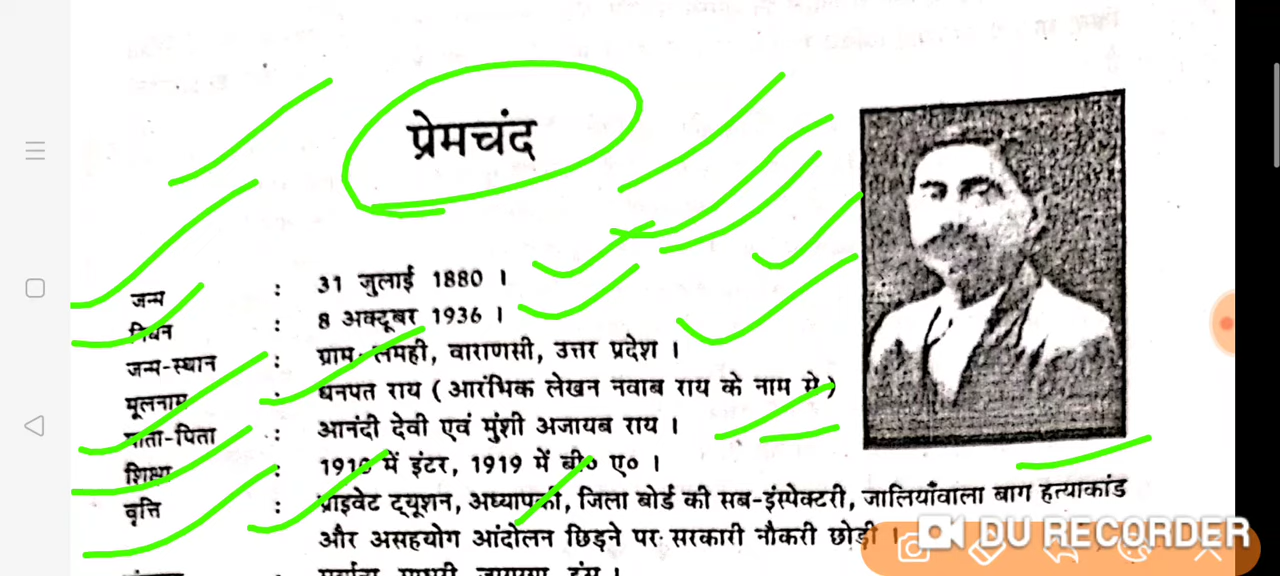 प्रेमचंद
जन्म : 31 जुलाई 1880 ।
निधन : 8 अक्टूबर 1936 ।
जन्म-स्थान : ग्राम-लमही, वाराणसी, उत्तर प्रदेश ।
मूलनाम : धनपत राय ( आरंभिक लेखन नवाब राय के नाम से )
माता-पिता : आनंदी देवी एवं मुंशी अजायब राय ।
शिक्षा : 1910 में इंटर, 1919 में बी० ए० ।
वृत्ति : प्राइवेट ट्यूशन, अध्यापकी, जिला बोर्ड की सब-इंस्पेक्टरी, जालियाँवाला बाग हत्याकांड
और असहयोग आंदोलन छिड़ने पर सरकारी नौकरी छोड़ी ।
DU RECORDER